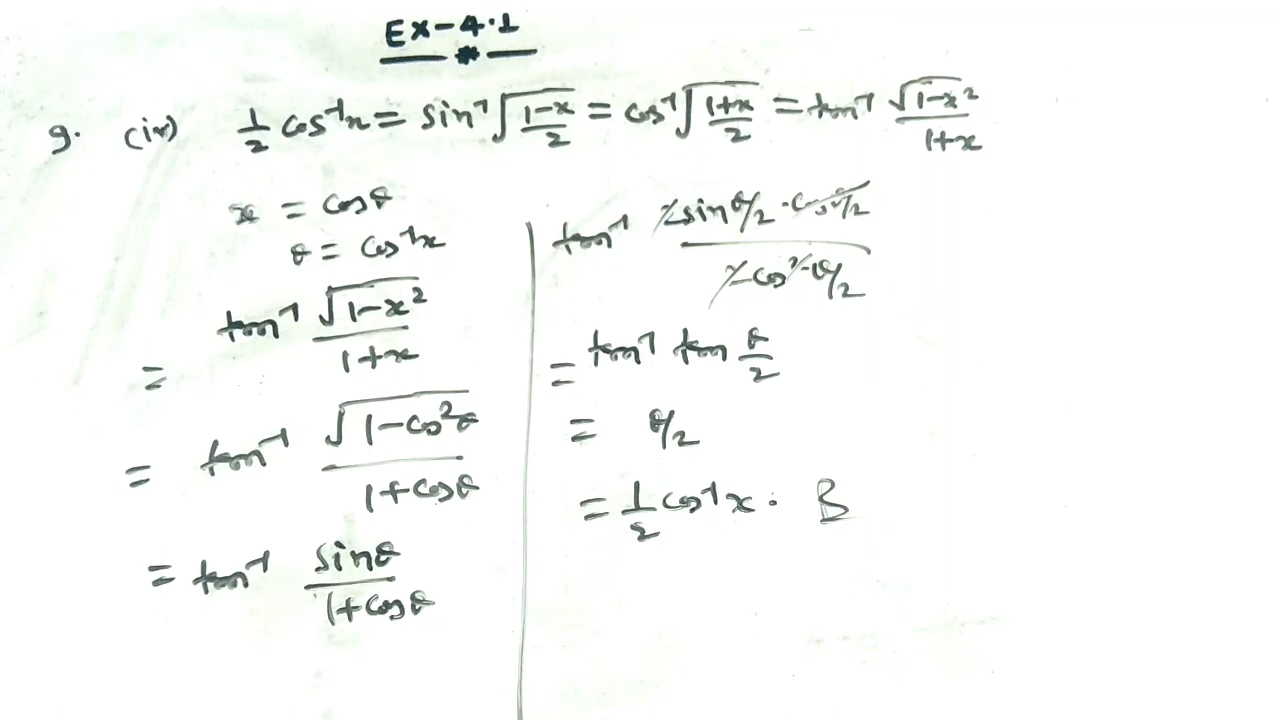 Ex-4.1
9. (iv) 1/2 cos⁻¹x = sin⁻¹ √(1-x/2) = cos⁻¹ √(1+x/2) = tan⁻¹ √(1-x²)/1+x
x = cosθ
θ = cos⁻¹x
= tan⁻¹ √(1-x²)/1+x
= tan⁻¹ √(1-cos²θ)/1+cosθ
= tan⁻¹ sinθ/1+cosθ
tan⁻¹ 2sinθ/2 · cosθ/2 / 2cos²·θ/2
= tan⁻¹ tan θ/2
= θ/2
= 1/2 cos⁻¹x · B